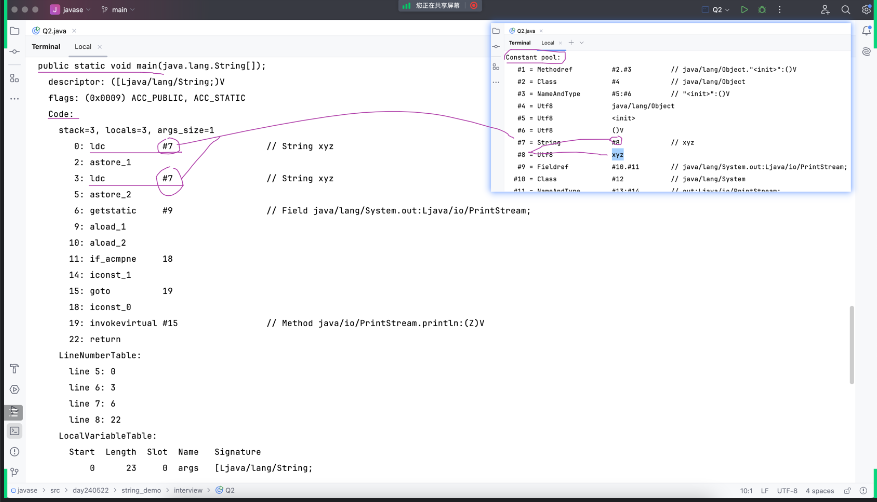 javase
main
您正在共享屏幕
Q2
Q2.java
Terminal Local
public static void main(java.lang.String[]);
descriptor: ([Ljava/lang/String;)V
flags: (0x0009) ACC_PUBLIC, ACC_STATIC
Code:
stack=3, locals=3, args_size=1
0: ldc #7 // String xyz
2: astore_1
3: ldc #7 // String xyz
5: astore_2
6: getstatic #9 // Field java/lang/System.out:Ljava/io/PrintStream;
9: aload_1
10: aload_2
11: if_acmpne 18
14: iconst_1
15: goto 19
18: iconst_0
19: invokevirtual #15 // Method java/io/PrintStream.println:(Z)V
22: return
LineNumberTable:
line 5: 0
line 6: 3
line 7: 6
line 8: 22
LocalVariableTable:
Start Length Slot Name Signature
0 23 0 args [Ljava/lang/String;
Q2.java
Terminal Local
Constant pool:
#1 = Methodref #2.#3 // java/lang/Object."<init>":()V
#2 = Class #4 // java/lang/Object
#3 = NameAndType #5:#6 // "<init>":()V
#4 = Utf8 java/lang/Object
#5 = Utf8 <init>
#6 = Utf8 ()V
#7 = String #8 // xyz
#8 = Utf8 xyz
#9 = Fieldref #10.#11 // java/lang/System.out:Ljava/io/PrintStream;
#10 = Class #12 // java/lang/System
#11 = NameAndType #13:#14 // out:Ljava/io/PrintStream;
javase > src > day240522 > string_demo > interview > Q2
10:1 LF UTF-8 4 spaces